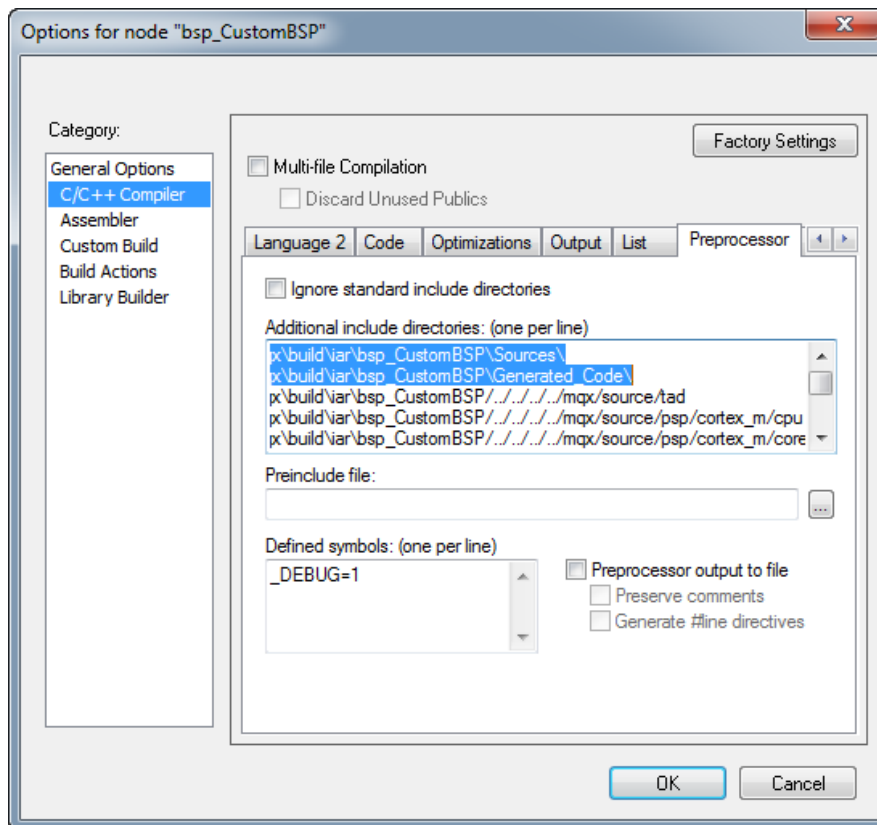 Options for node "bsp_CustomBSP"
Category:
General Options
C/C++ Compiler
Assembler
Custom Build
Build Actions
Library Builder
Factory Settings
Multi-file Compilation
Discard Unused Publics
Language 2 Code Optimizations Output List Preprocessor
Ignore standard include directories
Additional include directories: (one per line)
x\build\iar\bsp_CustomBSP\Sources\
x\build\iar\bsp_CustomBSP\Generated_Code\
x\build\iar\bsp_CustomBSP/../../../../mqx/source/tad
x\build\iar\bsp_CustomBSP/../../../../mqx/source/psp/cortex_m/cpu
x\build\iar\bsp_CustomBSP/../../../../mqx/source/psp/cortex_m/core
Preinclude file:
...
Defined symbols: (one per line)
_DEBUG=1
Preprocessor output to file
Preserve comments
Generate #line directives
OK Cancel